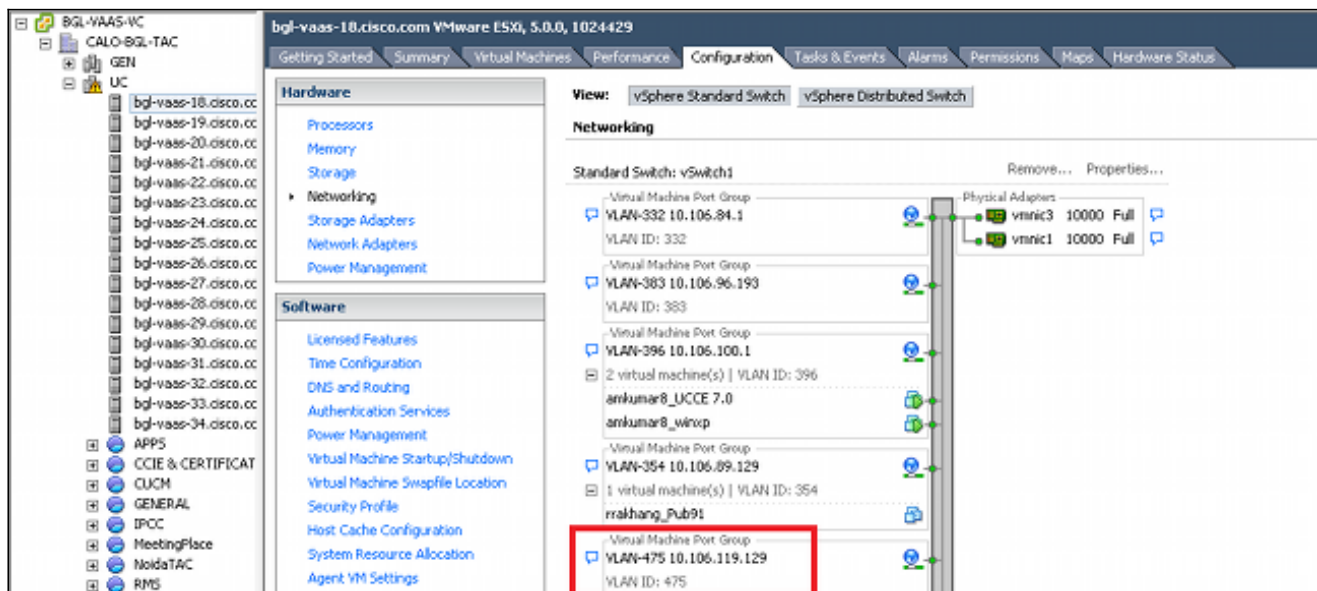 BGL-VAAS-VC
CALO-BGL-TAC
GEN
UC
bgl-vaas-18.cisco.cc
bgl-vaas-19.cisco.cc
bgl-vaas-20.cisco.cc
bgl-vaas-21.cisco.cc
bgl-vaas-22.cisco.cc
bgl-vaas-23.cisco.cc
bgl-vaas-24.cisco.cc
bgl-vaas-25.cisco.cc
bgl-vaas-26.cisco.cc
bgl-vaas-27.cisco.cc
bgl-vaas-28.cisco.cc
bgl-vaas-29.cisco.cc
bgl-vaas-30.cisco.cc
bgl-vaas-31.cisco.cc
bgl-vaas-32.cisco.cc
bgl-vaas-33.cisco.cc
bgl-vaas-34.cisco.cc
APPS
CCIE & CERTIFICAT
CUCM
GENERAL
IPCC
MeetingPlace
NoidaTAC
RMS
bgl-vaas-18.cisco.com VMware ESXi, 5.0.0, 1024429
Getting Started Summary Virtual Machines Performance Configuration Tasks & Events Alarms Permissions Maps Hardware Status
Hardware
Processors
Memory
Storage
Networking
Storage Adapters
Network Adapters
Power Management
Software
Licensed Features
Time Configuration
DNS and Routing
Authentication Services
Power Management
Virtual Machine Startup/Shutdown
Virtual Machine Swapfile Location
Security Profile
Host Cache Configuration
System Resource Allocation
Agent VM Settings
View: vSphere Standard Switch vSphere Distributed Switch
Networking
Standard Switch: vSwitch1 Remove... Properties...
Virtual Machine Port Group
VLAN-332 10.106.84.1
VLAN ID: 332
Virtual Machine Port Group
VLAN-383 10.106.96.193
VLAN ID: 383
Virtual Machine Port Group
VLAN-396 10.106.100.1
2 virtual machine(s) | VLAN ID: 396
amkumar8_UCCE 7.0
amkumar8_winxp
Virtual Machine Port Group
VLAN-354 10.106.89.129
1 virtual machine(s) | VLAN ID: 354
rrakhang_Pub91
Virtual Machine Port Group
VLAN-475 10.106.119.129
VLAN ID: 475
Physical Adapters
vmnic3 10000 Full
vmnic1 10000 Full